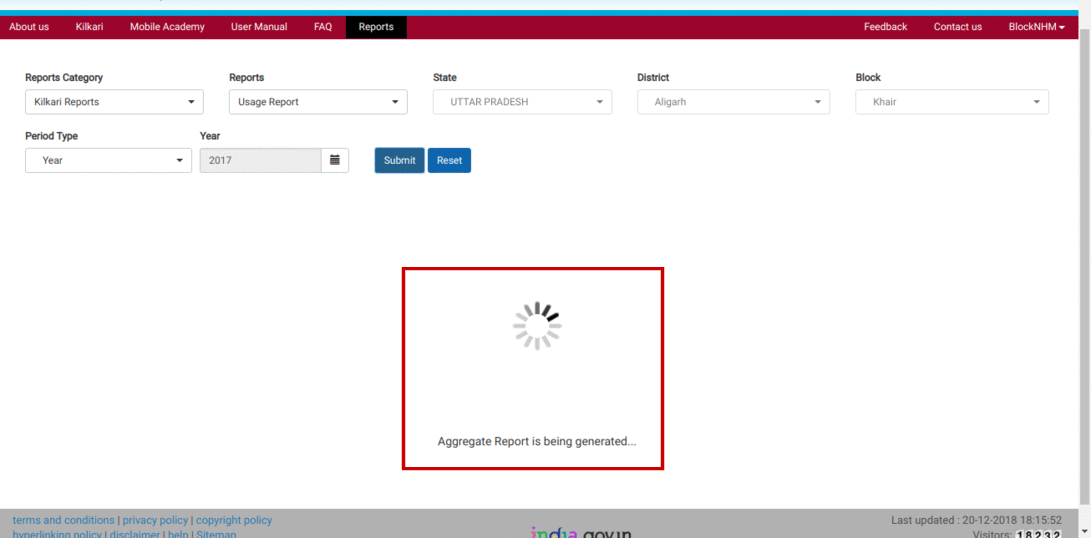 About us Kilkari Mobile Academy User Manual FAQ Reports Feedback Contact us BlockNHM
Reports Category Reports State District Block
Kilkari Reports Usage Report UTTAR PRADESH Aligarh Khair
Period Type Year
Year 2017 Submit Reset
Aggregate Report is being generated...
terms and conditions | privacy policy | copyright policy Last updated : 20-12-2018 18:15:52
hyperlinking policy | disclaimer | help | Sitemap india.gov.in Visitors: 18232